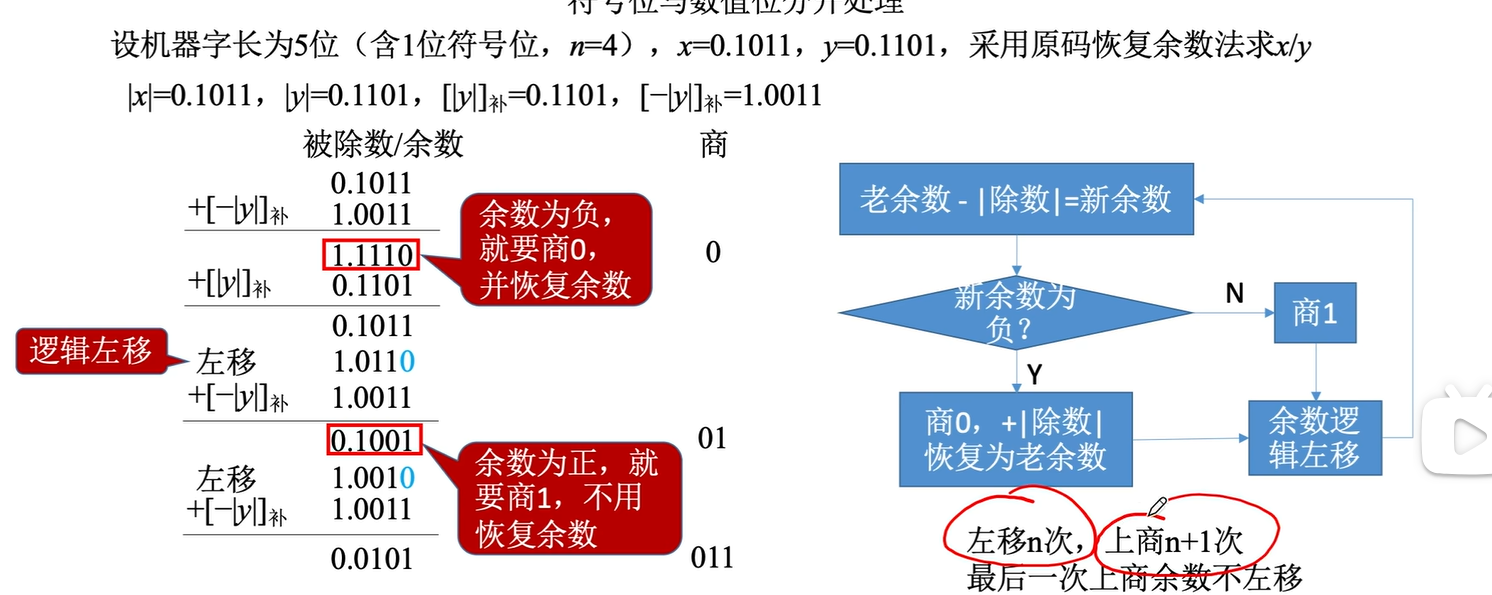 符号位与数值位分开处理
设机器字长为5位（含1位符号位，n=4），x=0.1011，y=0.1101，采用原码恢复余数法求x/y
|x|=0.1011，|y|=0.1101，[|y|]补=0.1101，[−|y|]补=1.0011
被除数/余数 商
0.1011
+[−|y|]补 1.0011
1.1110 0
+[|y|]补 0.1101
0.1011
左移 1.0110
+[−|y|]补 1.0011
0.1001 01
左移 1.0010
+[−|y|]补 1.0011
0.0101 011
余数为负，
就要商0，
并恢复余数
逻辑左移
余数为正，就
要商1，不用
恢复余数
老余数 - |除数|=新余数
新余数为
负？
N
商1
Y
商0，+|除数|
恢复为老余数
余数逻
辑左移
左移n次，上商n+1次
最后一次上商余数不左移